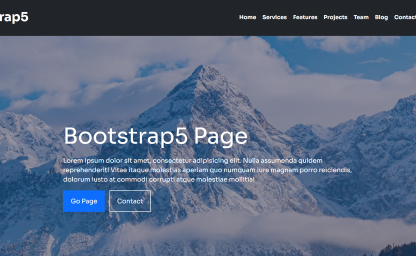 rap5
Home Services Features Projects Team Blog Contact
Bootstrap5 Page
Lorem ipsum dolor sit amet, consectetur adipisicing elit. Nulla assumenda quidem
reprehenderit! Vitae itaque molestias aperiam quo numquam iure magnam porro reiciendis,
dolorum iusto at commodi corrupti atque molestiae mollitia!
Go Page Contact